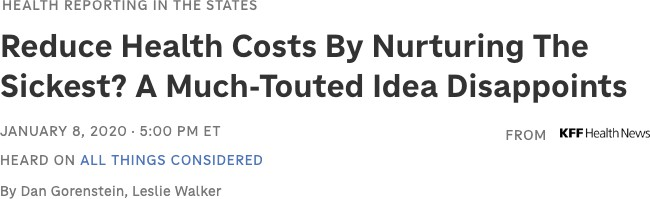 HEALTH REPORTING IN THE STATES
Reduce Health Costs By Nurturing The
Sickest? A Much-Touted Idea Disappoints
JANUARY 8, 2020 · 5:00 PM ET
FROM KFF Health News
HEARD ON ALL THINGS CONSIDERED
By Dan Gorenstein, Leslie Walker